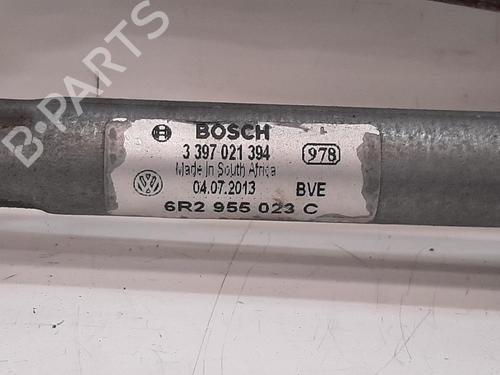 B-PARTS
BOSCH
3 397 021 394 978
Made in South Africa
04.07.2013 BVE
6R2 955 023 C